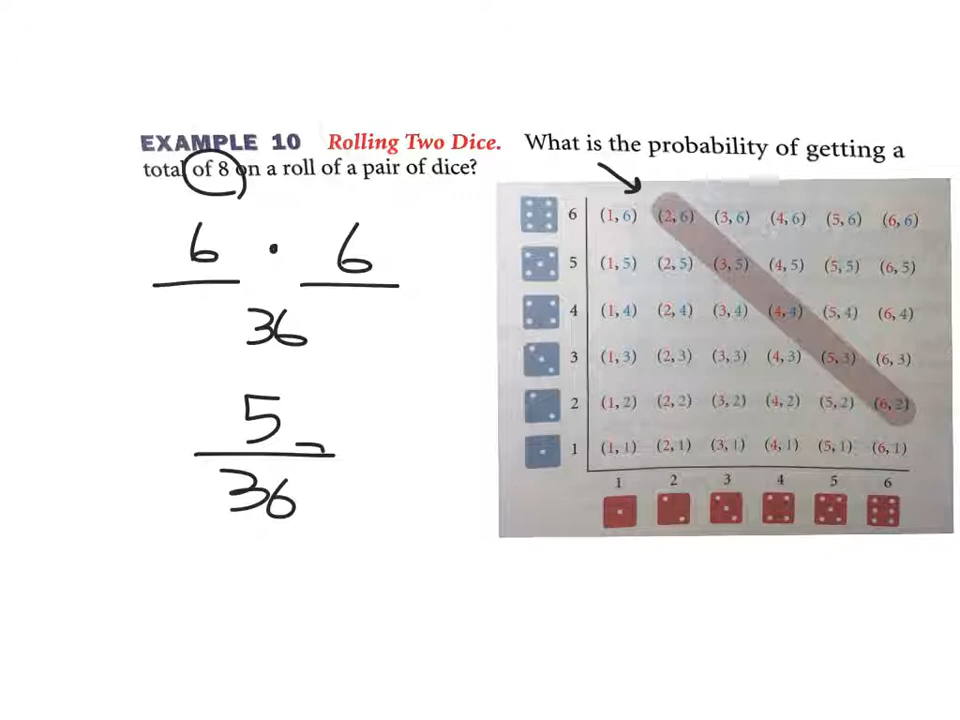 EXAMPLE 10 Rolling Two Dice. What is the probability of getting a
total of 8 on a roll of a pair of dice?
6 · 6
36
5
36
6 (1, 6) (2, 6) (3, 6) (4, 6) (5, 6) (6, 6)
5 (1, 5) (2, 5) (3, 5) (4, 5) (5, 5) (6, 5)
4 (1, 4) (2, 4) (3, 4) (4, 4) (5, 4) (6, 4)
3 (1, 3) (2, 3) (3, 3) (4, 3) (5, 3) (6, 3)
2 (1, 2) (2, 2) (3, 2) (4, 2) (5, 2) (6, 2)
1 (1, 1) (2, 1) (3, 1) (4, 1) (5, 1) (6, 1)
1 2 3 4 5 6